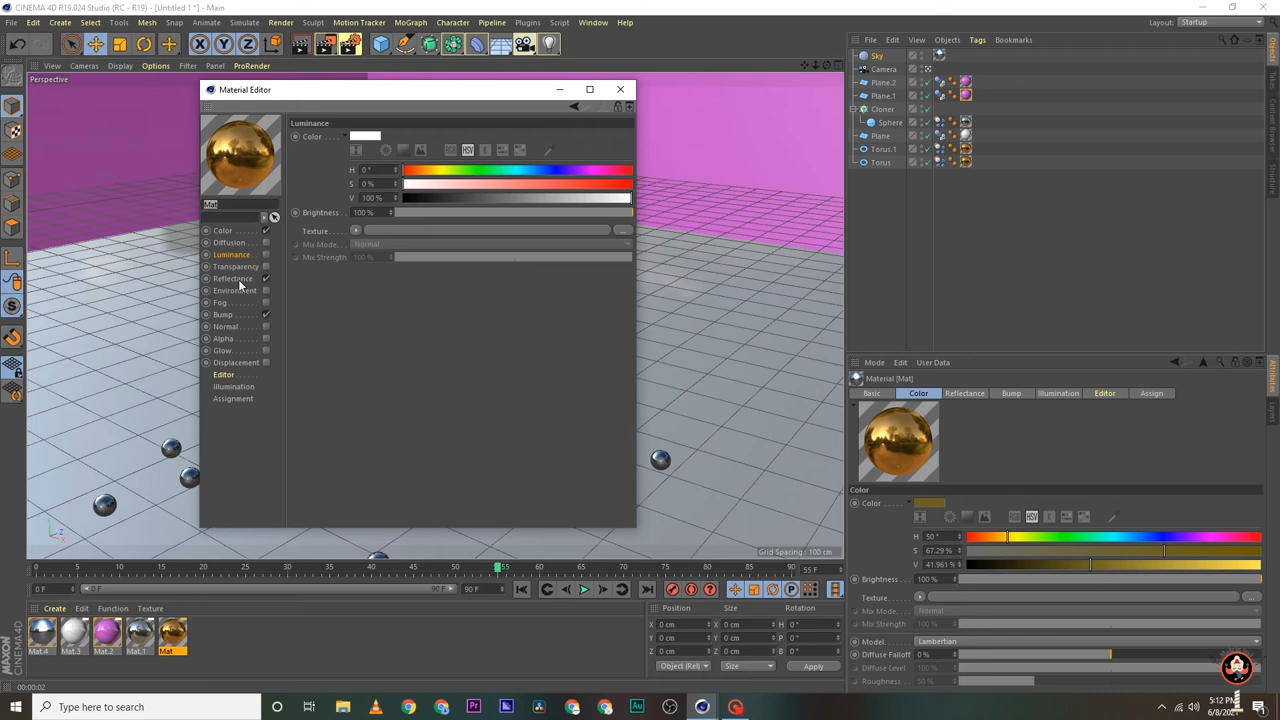 CINEMA 4D R19.024 Studio (RC - R19) - [Untitled 1 *] - Main
File Edit Create Select Tools Mesh Snap Animate Simulate Render Sculpt Motion Tracker MoGraph Character Pipeline Plugins Script Window Help
Layout: Startup
File Edit View Objects Tags Bookmarks
View Cameras Display Options Filter Panel ProRender
Perspective
Sky
Camera
Plane.2
Plane.1
Cloner
Sphere
Plane
Torus.1
Torus
Objects
Takes
Content Browser
Structure
Material Editor
Mat
Color
Diffusion
Luminance
Transparency
Reflectance
Environment
Fog
Bump
Normal
Alpha
Glow
Displacement
Editor
Illumination
Assignment
Luminance
Color
H 0 °
S 0 %
V 100 %
Brightness 100 %
Texture
Mix Mode Normal
Mix Strength 100 %
Grid Spacing : 100 cm
Mode Edit User Data
Material [Mat]
Basic Color Reflectance Bump Illumination Editor Assign
Color
Color
H 50 °
S 67.29 %
V 41.961 %
Brightness 100 %
Texture
Mix Mode Normal
Mix Strength 100 %
Model Lambertian
Diffuse Falloff 0 %
Diffuse Level 100 %
Roughness 50 %
Attributes
Layers
0 5 10 15 20 25 30 35 40 45 50 55 60 65 70 75 80 85 90 55 F
0 F 0 F 90 F 90 F
Create Edit Function Texture
Mat.4 Mat.3 Mat.2 Mat.1 Mat
Position Size Rotation
X 0 cm X 0 cm H 0 °
Y 0 cm Y 0 cm P 0 °
Z 0 cm Z 0 cm B 0 °
Object (Rel) Size Apply
MAXON
CINEMA 4D
00:00:02
Type here to search
5:12 PM